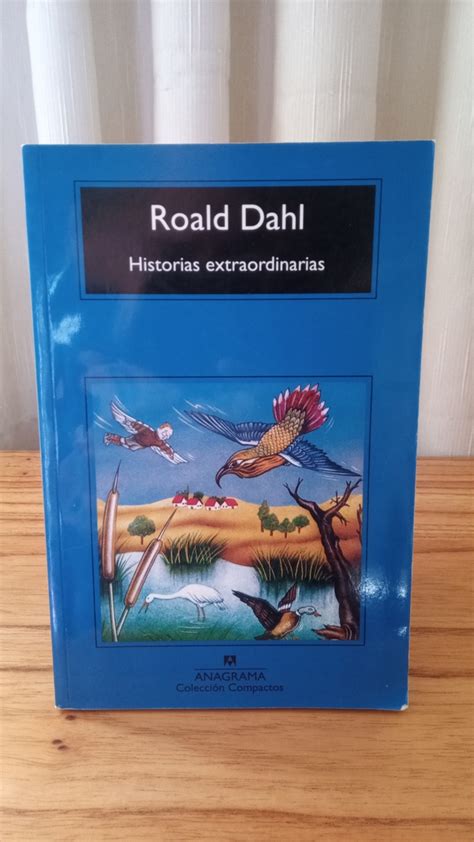 Roald Dahl
Historias extraordinarias
ANAGRAMA
Colección Compactos